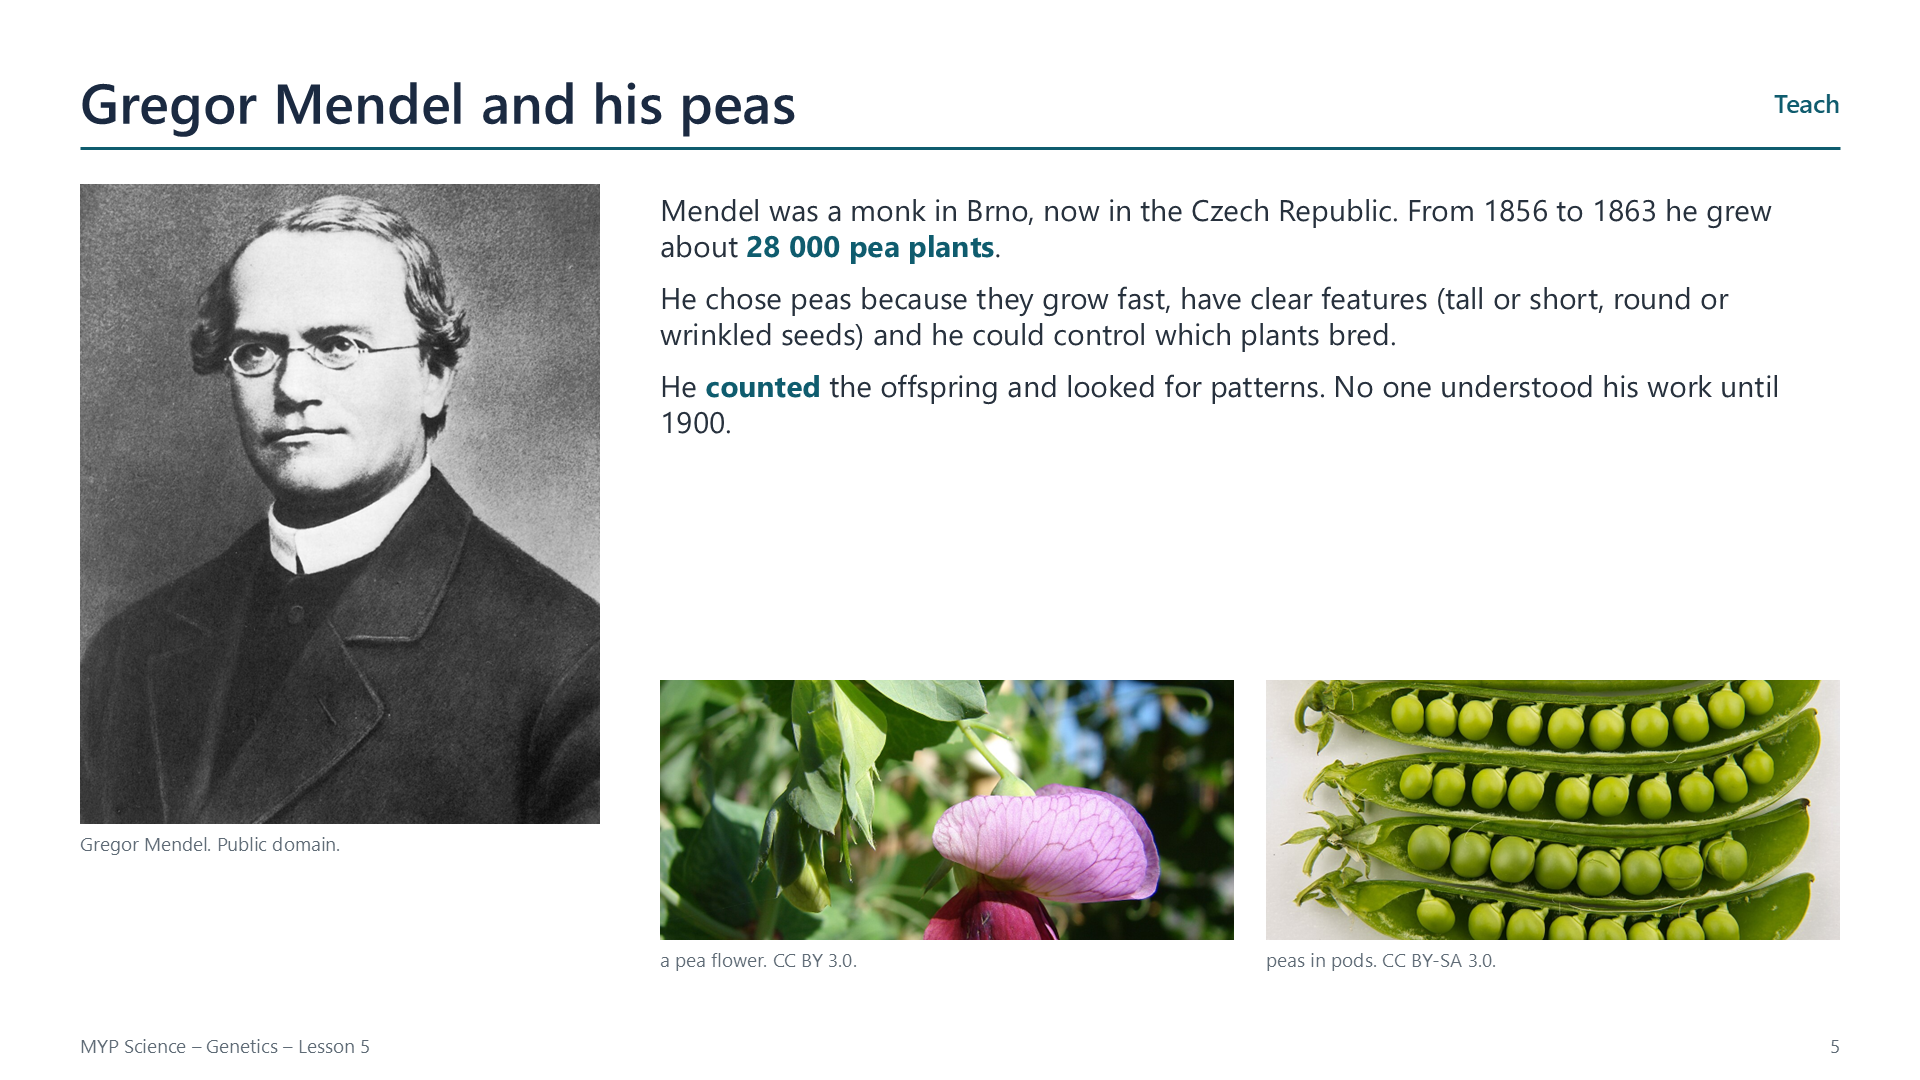 Gregor Mendel and his peas
Teach
Mendel was a monk in Brno, now in the Czech Republic. From 1856 to 1863 he grew
about 28 000 pea plants.
He chose peas because they grow fast, have clear features (tall or short, round or
wrinkled seeds) and he could control which plants bred.
He counted the offspring and looked for patterns. No one understood his work until
1900.
Gregor Mendel. Public domain.
a pea flower. CC BY 3.0.
peas in pods. CC BY-SA 3.0.
MYP Science – Genetics – Lesson 5
5